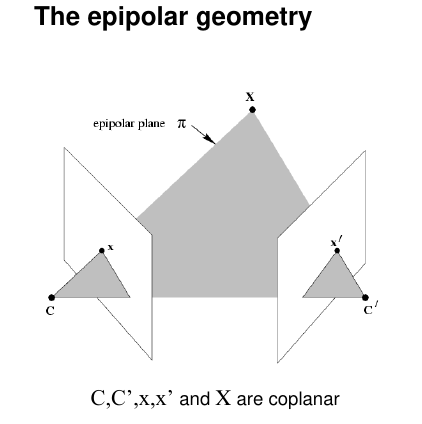 The epipolar geometry
X
epipolar plane π
x
x /
C
C /
C,C’,x,x’ and X are coplanar